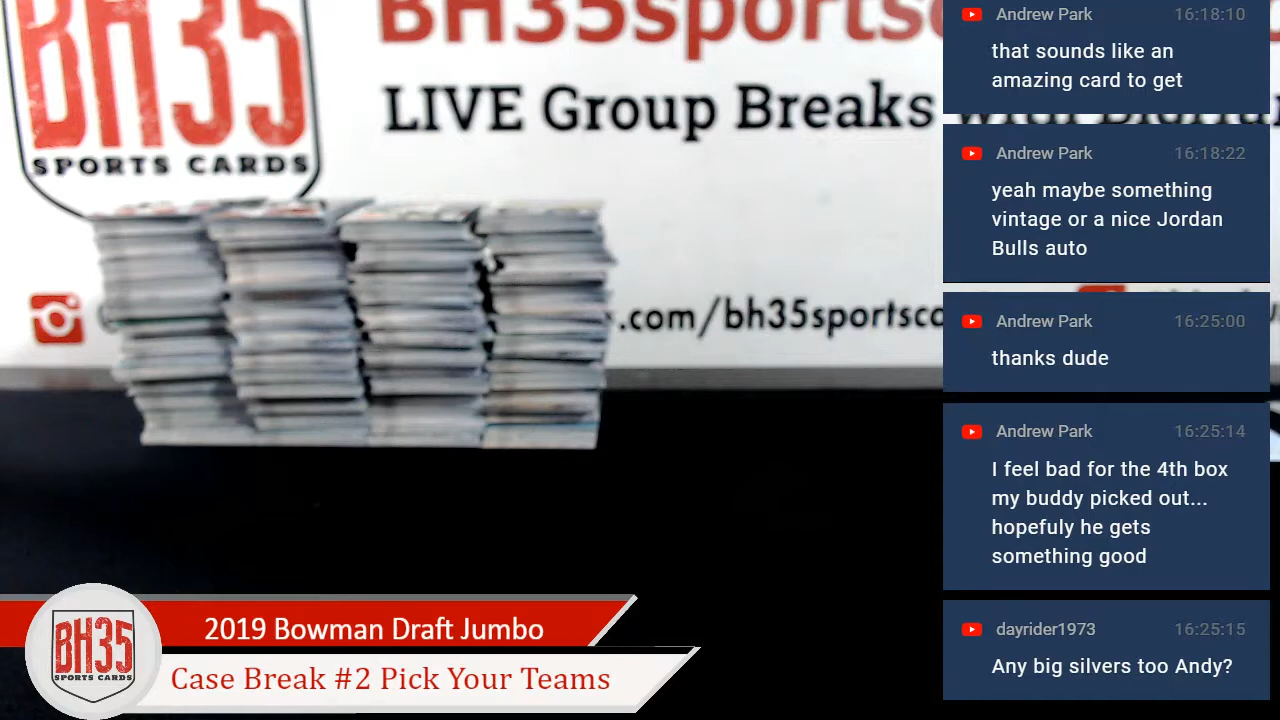 BH35
SPORTS CARDS
BH35sportsc
LIVE Group Breaks
.com/bh35sportsc
2019 Bowman Draft Jumbo
Case Break #2 Pick Your Teams
BH35
SPORTS CARDS
Andrew Park 16:18:10
that sounds like an
amazing card to get
Andrew Park 16:18:22
yeah maybe something
vintage or a nice Jordan
Bulls auto
Andrew Park 16:25:00
thanks dude
Andrew Park 16:25:14
I feel bad for the 4th box
my buddy picked out...
hopefuly he gets
something good
dayrider1973 16:25:15
Any big silvers too Andy?